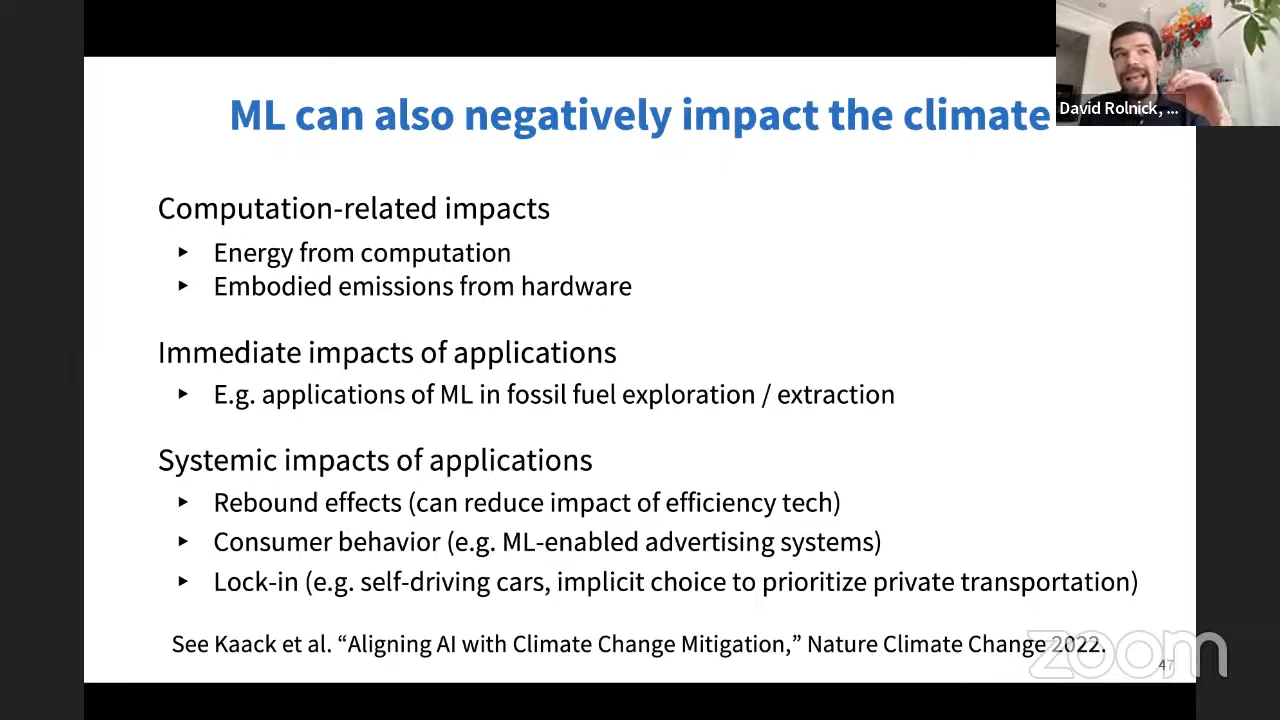 ML can also negatively impact the climate
David Rolnick, ...
Computation-related impacts
‣ Energy from computation
‣ Embodied emissions from hardware
Immediate impacts of applications
‣ E.g. applications of ML in fossil fuel exploration / extraction
Systemic impacts of applications
‣ Rebound effects (can reduce impact of efficiency tech)
‣ Consumer behavior (e.g. ML-enabled advertising systems)
‣ Lock-in (e.g. self-driving cars, implicit choice to prioritize private transportation)
See Kaack et al. “Aligning AI with Climate Change Mitigation,” Nature Climate Change 2022.
zoom
47